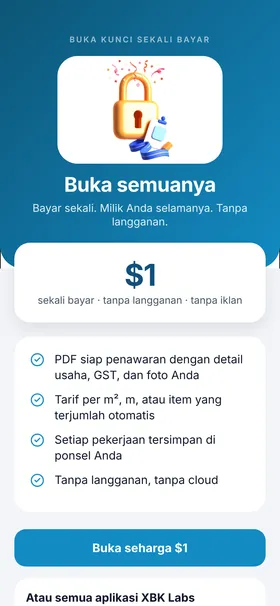 BUKA KUNCI SEKALI BAYAR
Buka semuanya
Bayar sekali. Milik Anda selamanya. Tanpa
langganan.
$1
sekali bayar · tanpa langganan · tanpa iklan
PDF siap penawaran dengan detail
usaha, GST, dan foto Anda
Tarif per m², m, atau item yang
terjumlah otomatis
Setiap pekerjaan tersimpan di
ponsel Anda
Tanpa langganan, tanpa cloud
Buka seharga $1
Atau semua aplikasi XBK Labs